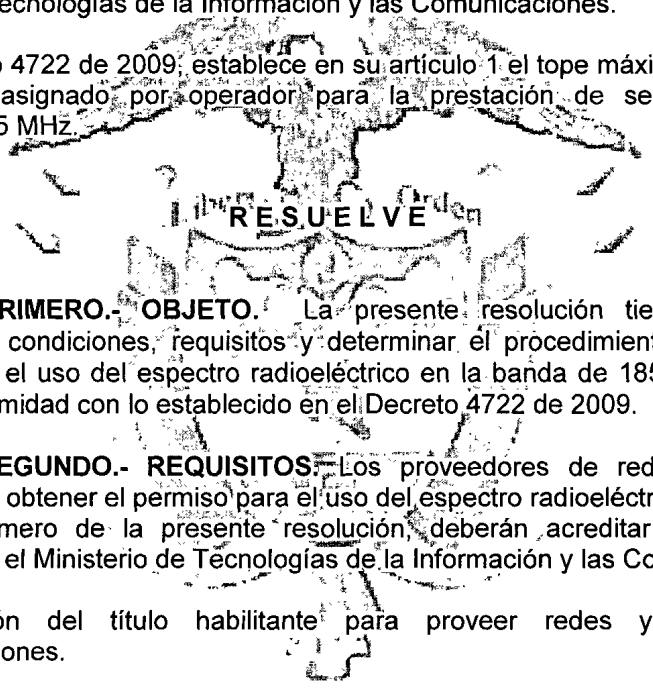 ecnologías de la Información y las Comunicaciones.
o 4722 de 2009, establece en su artículo 1 el tope máxi
asignado por operador para la prestación de se
5 MHz.
Libertad y Orden
RESUELVE
RIMERO.- OBJETO. La presente resolución tie
condiciones, requisitos y determinar el procedimient
el uso del espectro radioeléctrico en la banda de 185
midad con lo establecido en el Decreto 4722 de 2009.
EGUNDO.- REQUISITOS. Los proveedores de red
obtener el permiso para el uso del espectro radioeléctr
mero de la presente resolución, deberán acreditar
el Ministerio de Tecnologías de la Información y las Co
ón del título habilitante para proveer redes y
ones.